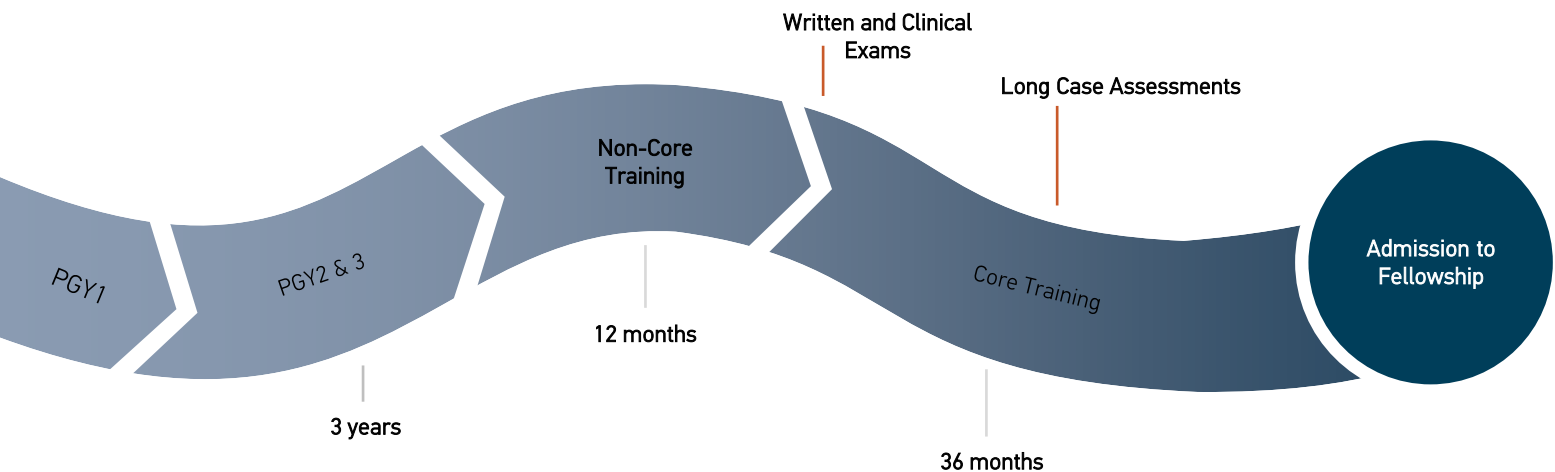 Written and Clinical
Exams
Long Case Assessments
Non-Core
Training
Admission to
Fellowship
PGY1
PGY2 & 3
Core Training
12 months
3 years
36 months